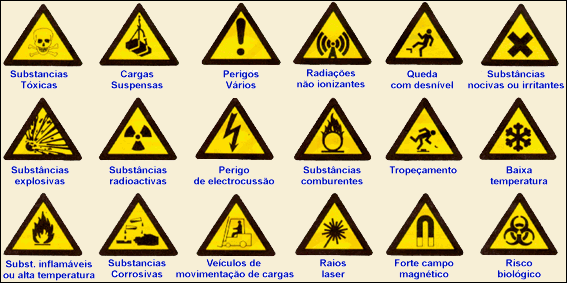 Substancias
Tóxicas
Cargas
Suspensas
Perigos
Vários
Radiações
não ionizantes
Queda
com desnível
Substâncias
nocivas ou irritantes
Substâncias
explosivas
Substâncias
radioactivas
Perigo
de electrocussão
Substâncias
comburentes
Tropeçamento
Baixa
temperatura
Subst. inflamáveis
ou alta temperatura
Substancias
Corrosivas
Veículos de
movimentação de cargas
Raios
laser
Forte campo
magnético
Risco
biológico